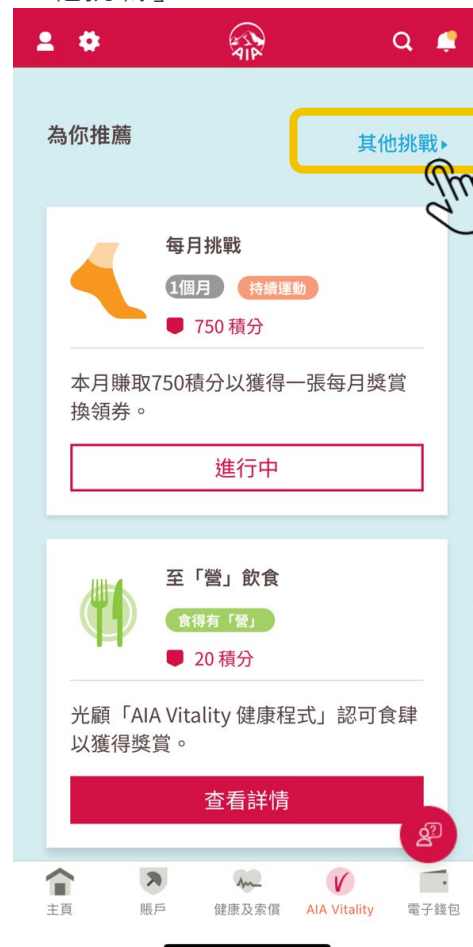 AIA
為你推薦
其他挑戰
每月挑戰
1個月 持續運動
750 積分
本月賺取750積分以獲得一張每月獎賞
換領券。
進行中
至「營」飲食
食得有「營」
20 積分
光顧「AIA Vitality 健康程式」認可食肆
以獲得獎賞。
查看詳情
主頁 賬戶 健康及索償 AIA Vitality 電子錢包